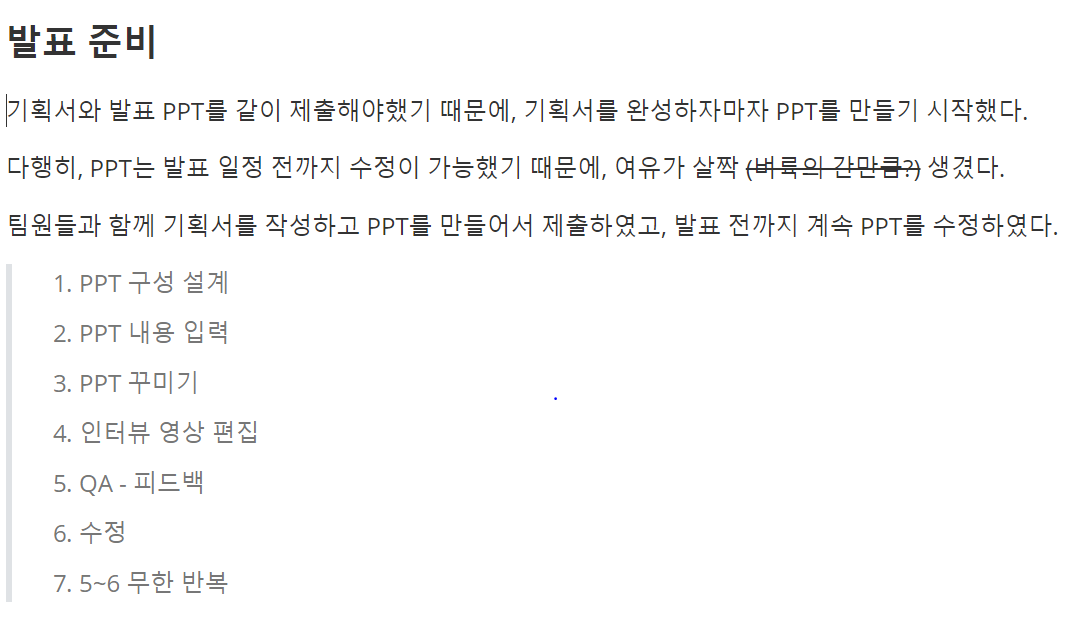 발표 준비
기획서와 발표 PPT를 같이 제출해야했기 때문에, 기획서를 완성하자마자 PPT를 만들기 시작했다.
다행히, PPT는 발표 일정 전까지 수정이 가능했기 때문에, 여유가 살짝 (벼룩의 간만큼?) 생겼다.
팀원들과 함께 기획서를 작성하고 PPT를 만들어서 제출하였고, 발표 전까지 계속 PPT를 수정하였다.
1. PPT 구성 설계
2. PPT 내용 입력
3. PPT 꾸미기
4. 인터뷰 영상 편집
5. QA - 피드백
6. 수정
7. 5~6 무한 반복